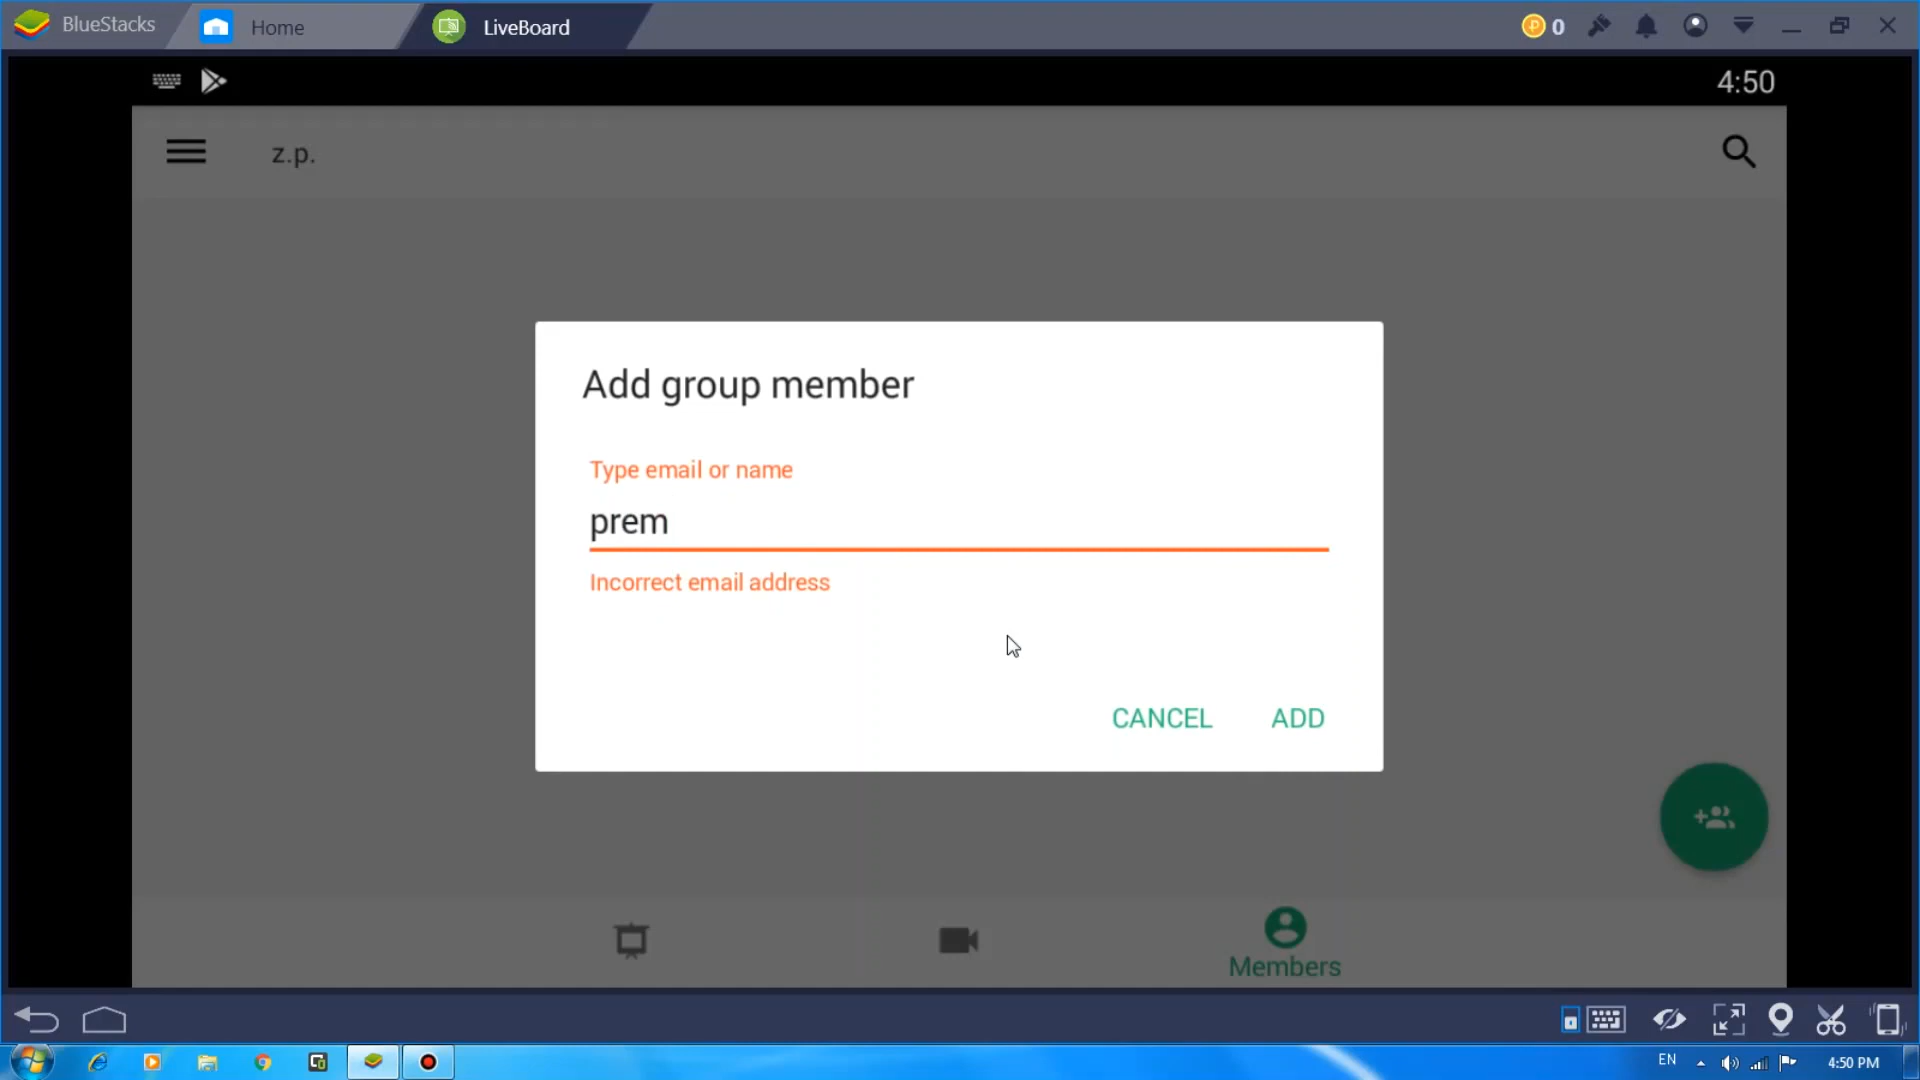 BlueStacks
Home
LiveBoard
0
4:50
z.p.
Add group member
Type email or name
prem
Incorrect email address
CANCEL
ADD
Members
EN
4:50 PM